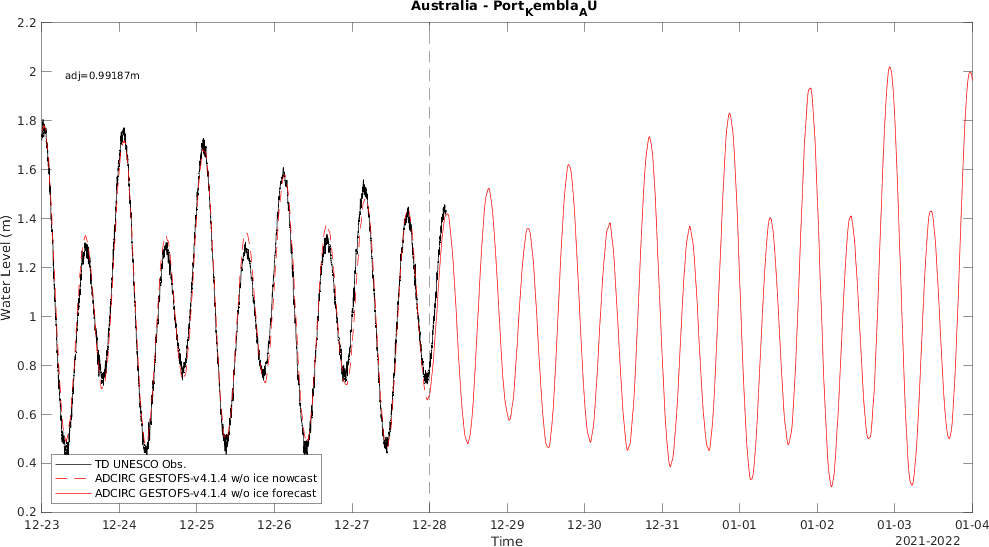 Australia - Port_Kembla_AU
2.2
2
1.8
1.6
1.4
1.2
1
0.8
0.6
0.4
0.2
Water Level (m)
adj=0.99187m
TD UNESCO Obs.
ADCIRC GESTOFS-v4.1.4 w/o ice nowcast
ADCIRC GESTOFS-v4.1.4 w/o ice forecast
12-23 12-24 12-25 12-26 12-27 12-28 12-29 12-30 12-31 01-01 01-02 01-03 01-04
Time
2021-2022